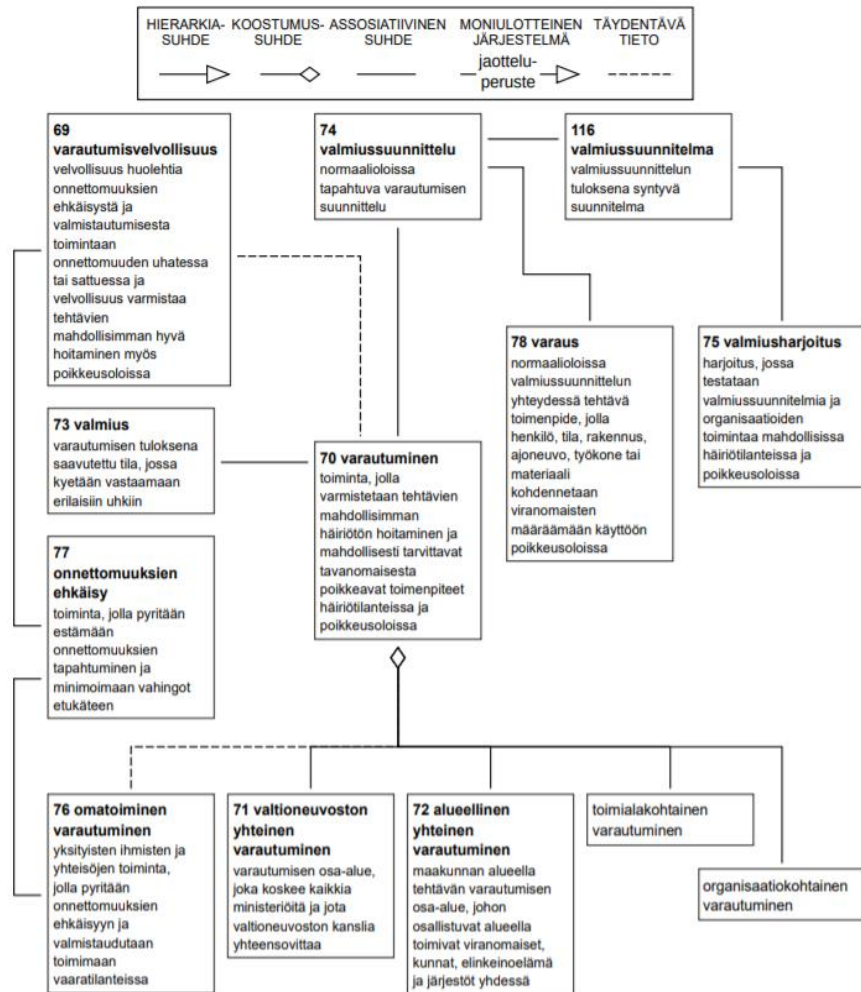 HIERARKIA-
SUHDE
KOOSTUMUS-
SUHDE
ASSOSIATIIVINEN
SUHDE
MONIULOTTEINEN
JÄRJESTELMÄ
jaottelu-
peruste
TÄYDENTÄVÄ
TIETO
69
varautumisvelvollisuus
velvollisuus huolehtia
onnettomuuksien
ehkäisystä ja
valmistautumisesta
toimintaan
onnettomuuden uhatessa
tai sattuessa ja
velvollisuus varmistaa
tehtävien
mahdollisimman hyvä
hoitaminen myös
poikkeusoloissa
74
valmiussuunnittelu
normaalioloissa
tapahtuva varautumisen
suunnittelu
116
valmiussuunnitelma
valmiussuunnittelun
tuloksena syntyvä
suunnitelma
78 varaus
normaalioloissa
valmiussuunnittelun
yhteydessä tehtävä
toimenpide, jolla
henkilö, tila, rakennus,
ajoneuvo, työkone tai
materiaali
kohdennetaan
viranomaisten
määräämään käyttöön
poikkeusoloissa
75 valmiusharjoitus
harjoitus, jossa
testataan
valmiussuunnitelmia ja
organisaatioiden
toimintaa mahdollisissa
häiriötilanteissa ja
poikkeusoloissa
73 valmius
varautumisen tuloksena
saavutettu tila, jossa
kyetään vastaamaan
erilaisiin uhkiin
70 varautuminen
toiminta, jolla
varmistetaan tehtävien
mahdollisimman
häiriötön hoitaminen ja
mahdollisesti tarvittavat
tavanomaisesta
poikkeavat toimenpiteet
häiriötilanteissa ja
poikkeusoloissa
77
onnettomuuksien
ehkäisy
toiminta, jolla pyritään
estämään
onnettomuuksien
tapahtuminen ja
minimoimaan vahingot
etukäteen
76 omatoiminen
varautuminen
yksityisten ihmisten ja
yhteisöjen toiminta,
jolla pyritään
onnettomuuksien
ehkäisyyn ja
valmistaudutaan
toimimaan
vaaratilanteissa
71 valtioneuvoston
yhteinen
varautuminen
varautumisen osa-alue,
joka koskee kaikkia
ministeriöitä ja jota
valtioneuvoston kanslia
yhteensovittaa
72 alueellinen
yhteinen
varautuminen
maakunnan alueella
tehtävän varautumisen
osa-alue, johon
osallistuvat alueella
toimivat viranomaiset,
kunnat, elinkeinoelämä
ja järjestöt yhdessä
toimialakohtainen
varautuminen
organisaatiokohtainen
varautuminen